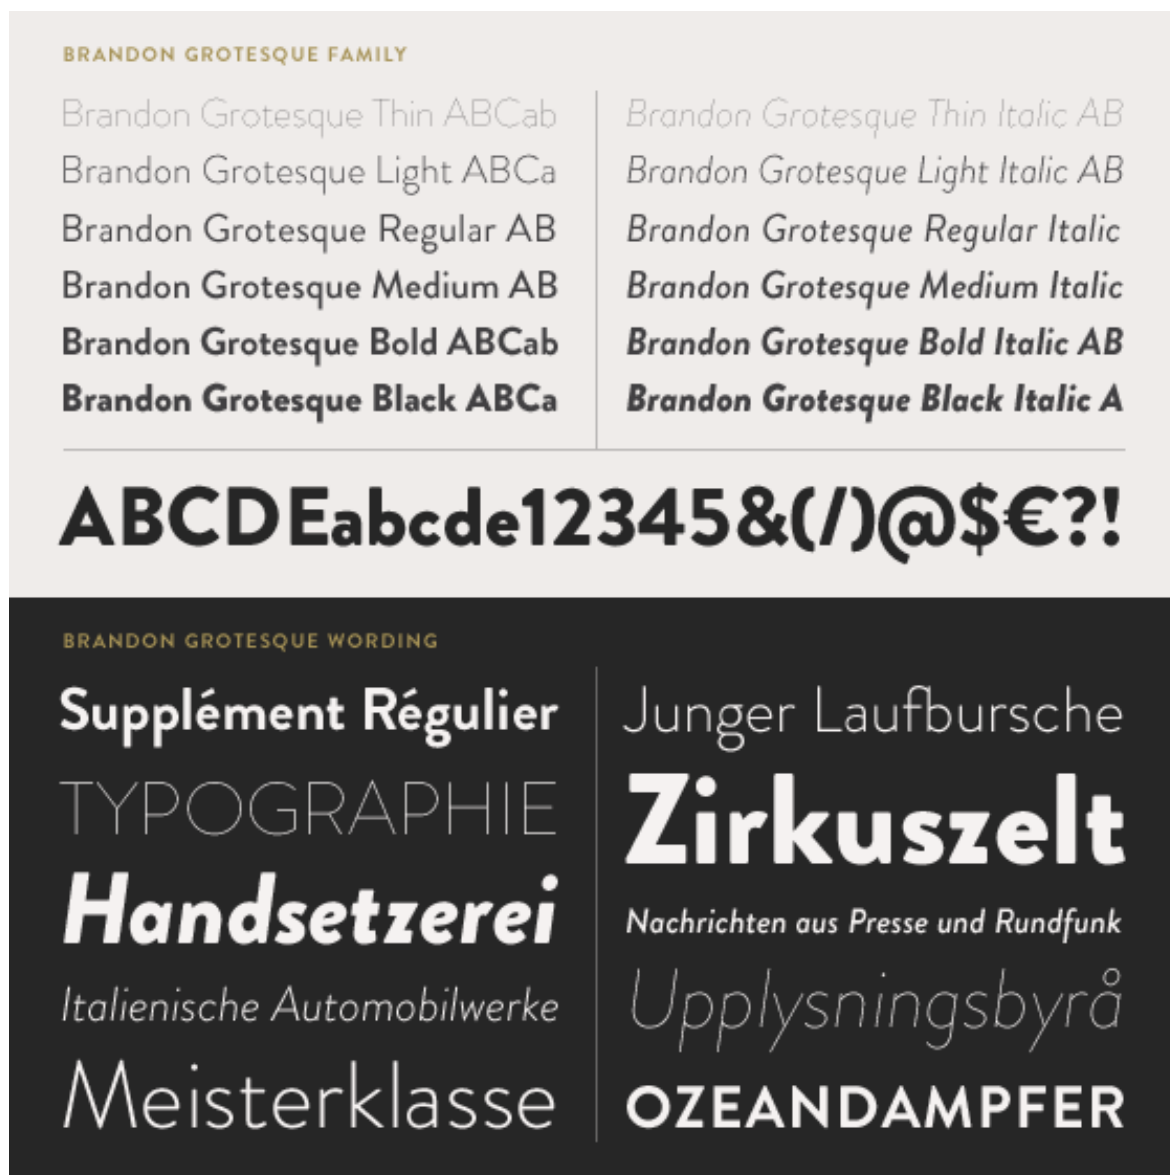 BRANDON GROTESQUE FAMILY
Brandon Grotesque Thin ABCab
Brandon Grotesque Light ABCa
Brandon Grotesque Regular AB
Brandon Grotesque Medium AB
Brandon Grotesque Bold ABCab
Brandon Grotesque Black ABCa
Brandon Grotesque Thin Italic AB
Brandon Grotesque Light Italic AB
Brandon Grotesque Regular Italic
Brandon Grotesque Medium Italic
Brandon Grotesque Bold Italic AB
Brandon Grotesque Black Italic A
ABCDEabcde12345&(/)@$€?!
BRANDON GROTESQUE WORDING
Supplément Régulier
TYPOGRAPHIE
Handsetzerei
Italienische Automobilwerke
Meisterklasse
Junger Laufbursche
Zirkuszelt
Nachrichten aus Presse und Rundfunk
Upplysningsbyrå
OZEANDAMPFER